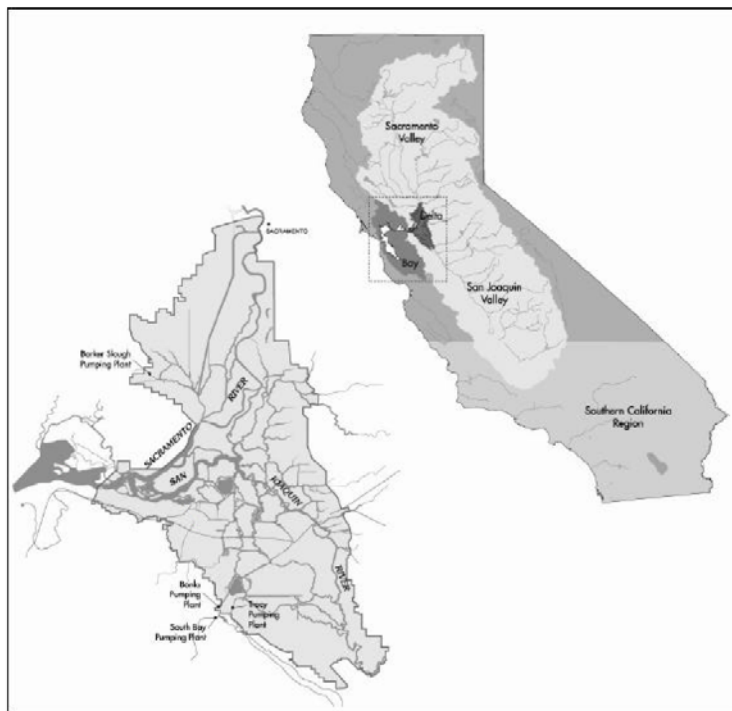 Sacramento
Valley
Delta
Bay
San Joaquin
Valley
Southern California
Region
SACRAMENTO
Barker Slough
Pumping Plant
SACRAMENTO
RIVER
SAN
JOAQUIN
RIVER
Banks
Pumping
Plant
Tracy
Pumping
Plant
South Bay
Pumping Plant